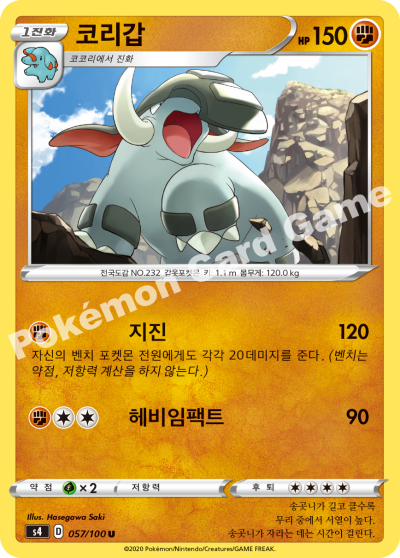 1진화
코리갑
HP 150
코코리에서 진화
Pokémon Card Game
전국도감 NO.232 갑옷포켓몬 키: 1.1 m 몸무게: 120.0 kg
지진 120
자신의 벤치 포켓몬 전원에게도 각각 20데미지를 준다. (벤치는
약점, 저항력 계산을 하지 않는다.)
헤비임팩트 90
약점 ×2 저항력 후퇴
Illus. Hasegawa Saki
s4 D 057/100 U
송곳니가 길고 클수록
무리 중에서 서열이 높다.
송곳니가 자라는 데는 시간이 걸린다.
©2020 Pokémon/Nintendo/Creatures/GAME FREAK.